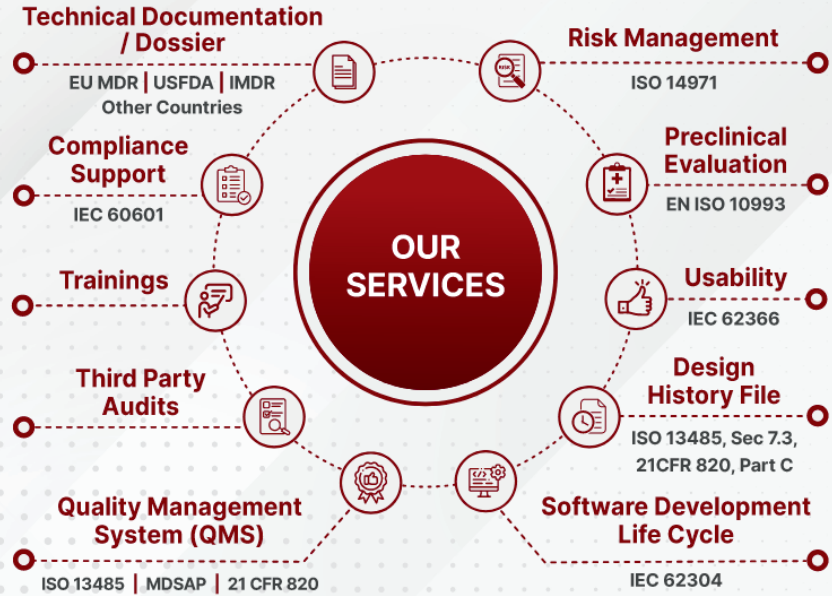 Technical Documentation
/ Dossier
EU MDR | USFDA | IMDR
Other Countries
Compliance
Support
IEC 60601
Trainings
Third Party
Audits
Quality Management
System (QMS)
ISO 13485 | MDSAP | 21 CFR 820
OUR
SERVICES
Risk Management
RISK
ISO 14971
Preclinical
Evaluation
EN ISO 10993
Usability
IEC 62366
Design
History File
ISO 13485, Sec 7.3,
21CFR 820, Part C
Software Development
Life Cycle
IEC 62304